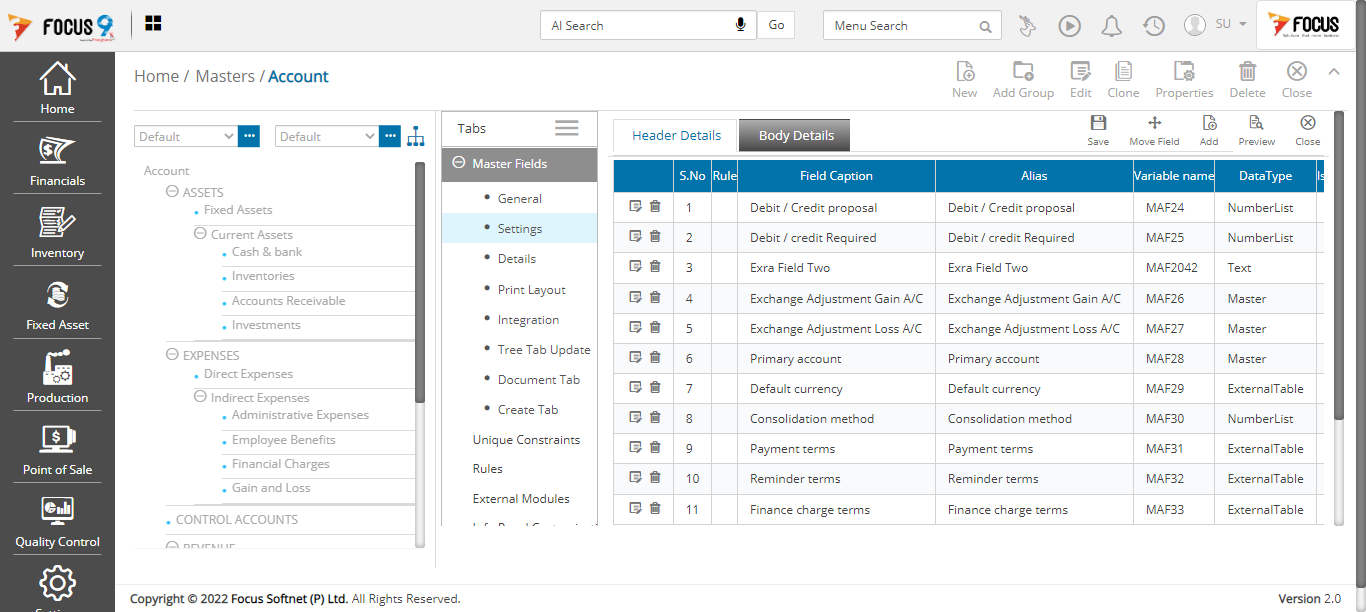 FOCUS 9
AI Search
Go
Menu Search
SU
FOCUS
Home
Financials
Inventory
Fixed Asset
Production
Point of Sale
Quality Control
Home / Masters / Account
New
Add Group
Edit
Clone
Properties
Delete
Close
Default
Default
Account
ASSETS
Fixed Assets
Current Assets
Cash & bank
Inventories
Accounts Receivable
Investments
EXPENSES
Direct Expenses
Indirect Expenses
Administrative Expenses
Employee Benefits
Financial Charges
Gain and Loss
CONTROL ACCOUNTS
REVENUE
Tabs
Master Fields
General
Settings
Details
Print Layout
Integration
Tree Tab Update
Document Tab
Create Tab
Unique Constraints
Rules
External Modules
Header Details
Body Details
Save
Move Field
Add
Preview
Close
S.No Rule Field Caption Alias Variable name DataType Is
1 Debit / Credit proposal Debit / Credit proposal MAF24 NumberList
2 Debit / credit Required Debit / credit Required MAF25 NumberList
3 Exra Field Two Exra Field Two MAF2042 Text
4 Exchange Adjustment Gain A/C Exchange Adjustment Gain A/C MAF26 Master
5 Exchange Adjustment Loss A/C Exchange Adjustment Loss A/C MAF27 Master
6 Primary account Primary account MAF28 Master
7 Default currency Default currency MAF29 ExternalTable
8 Consolidation method Consolidation method MAF30 NumberList
9 Payment terms Payment terms MAF31 ExternalTable
10 Reminder terms Reminder terms MAF32 ExternalTable
11 Finance charge terms Finance charge terms MAF33 ExternalTable
Copyright © 2022 Focus Softnet (P) Ltd. All Rights Reserved.
Version 2.0